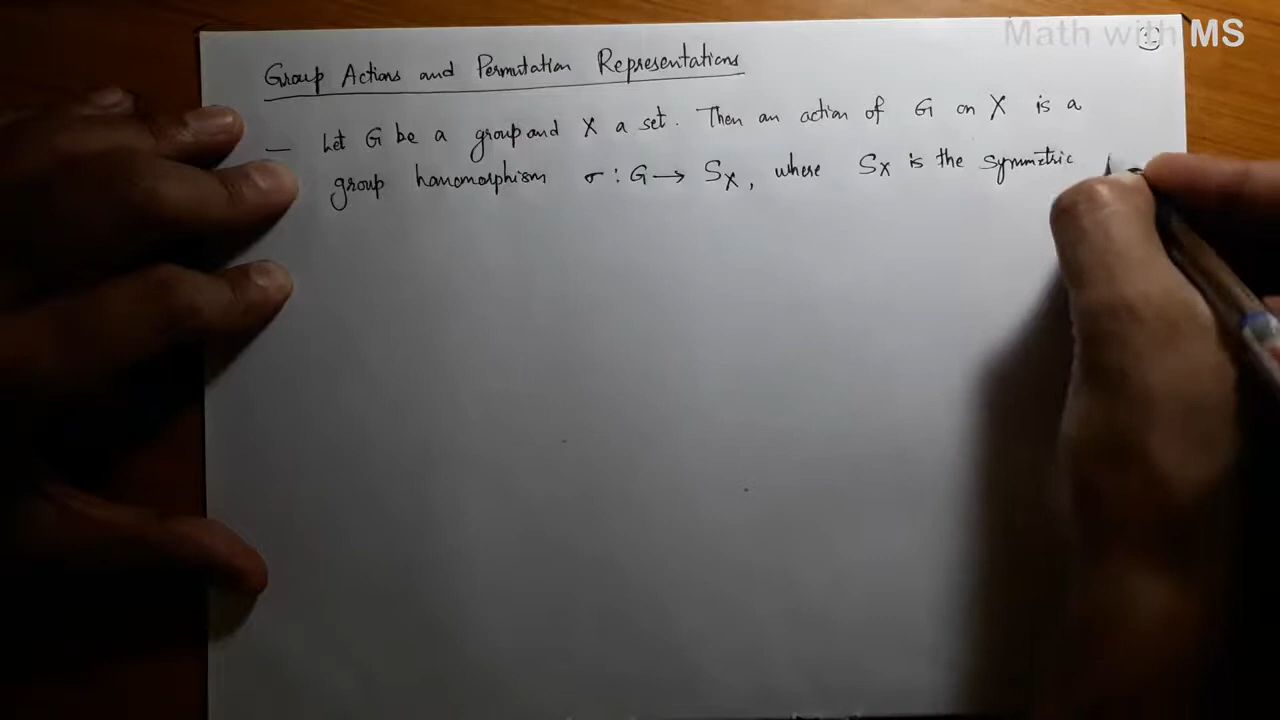 Math with MS
Group Actions and Permutation Representations
— Let G be a group and X a set. Then an action of G on X is a
group homomorphism σ : G → S_X, where S_X is the symmetric